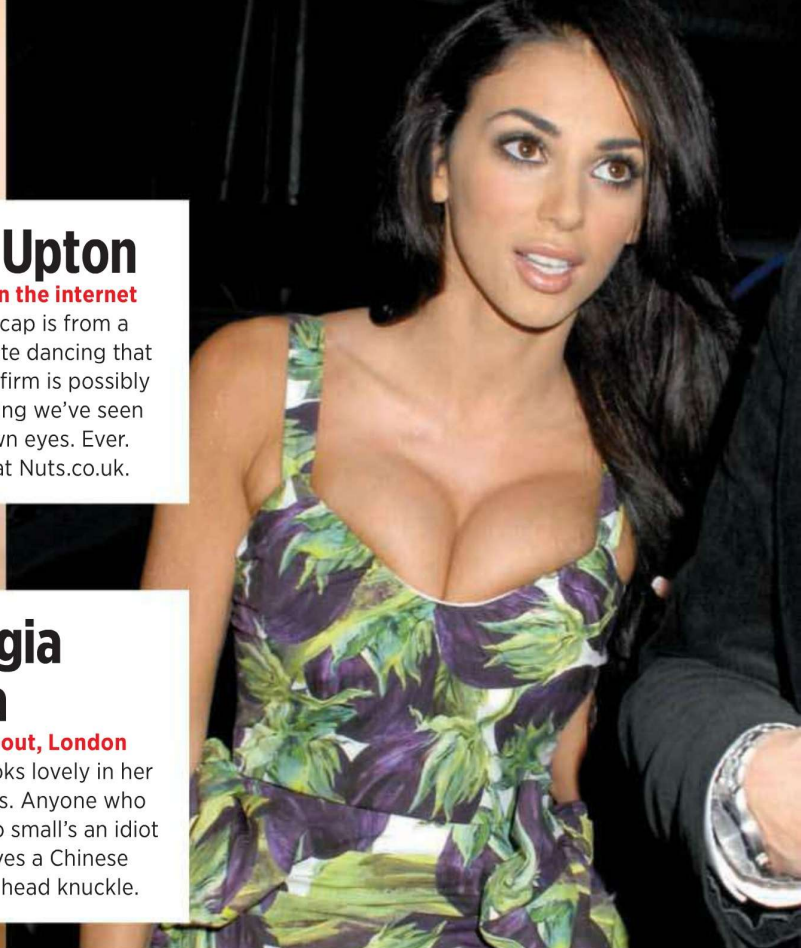 Upton
n the internet
cap is from a
te dancing that
firm is possibly
ng we've seen
vn eyes. Ever.
at Nuts.co.uk.
gia
out, London
oks lovely in her
s. Anyone who
o small's an idiot
ves a Chinese
head knuckle.